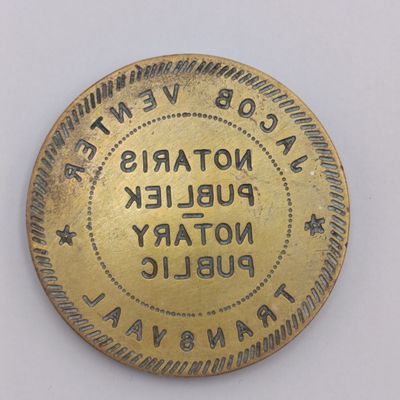 JACOB VENTER
NOTARIS
PUBLIEK
NOTARY
PUBLIC
TRANSVAAL